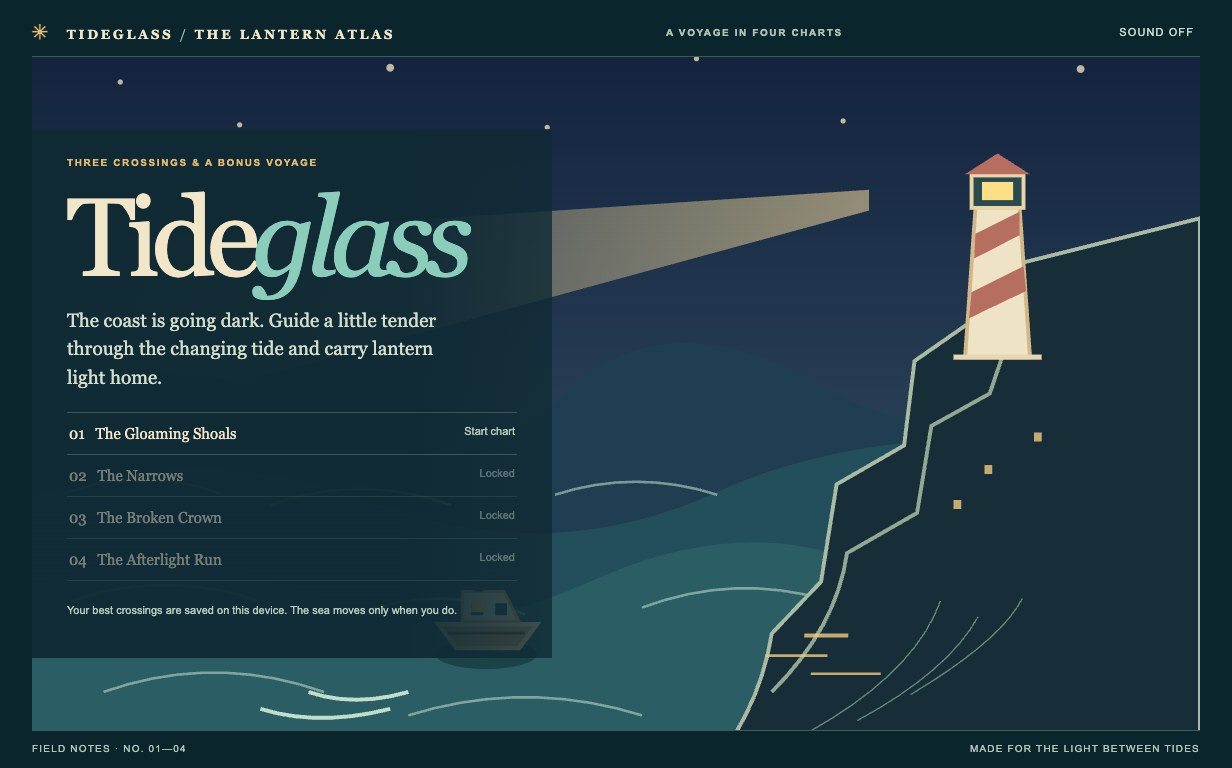 TIDEGLASS / THE LANTERN ATLAS
A VOYAGE IN FOUR CHARTS
SOUND OFF
THREE CROSSINGS & A BONUS VOYAGE
Tideglass
The coast is going dark. Guide a little tender
through the changing tide and carry lantern
light home.
01 The Gloaming Shoals Start chart
02 The Narrows Locked
03 The Broken Crown Locked
04 The Afterlight Run Locked
Your best crossings are saved on this device. The sea moves only when you do.
FIELD NOTES · NO. 01—04
MADE FOR THE LIGHT BETWEEN TIDES